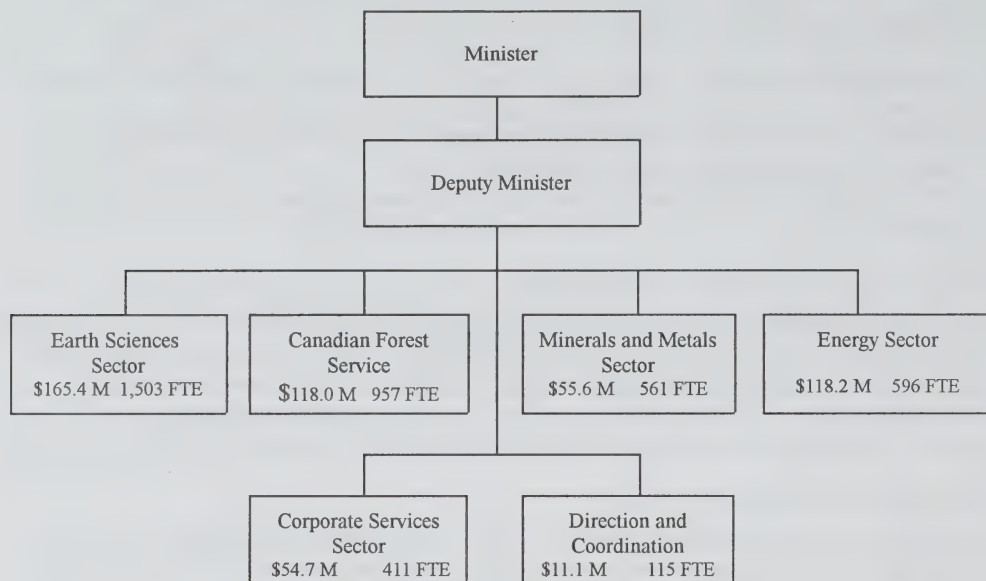 Minister
Deputy Minister
Earth Sciences
Sector
$165.4 M 1,503 FTE
Canadian Forest
Service
$118.0 M 957 FTE
Minerals and Metals
Sector
$55.6 M 561 FTE
Energy Sector
$118.2 M 596 FTE
Corporate Services
Sector
$54.7 M 411 FTE
Direction and
Coordination
$11.1 M 115 FTE